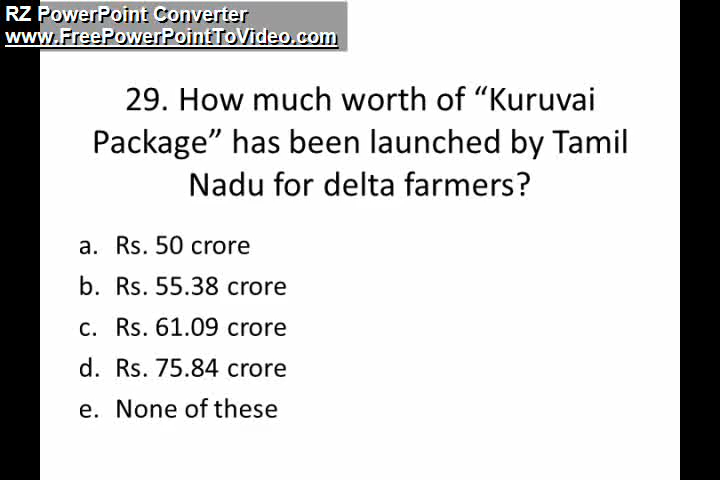 RZ PowerPoint Converter
www.FreePowerPointToVideo.com
29. How much worth of “Kuruvai
Package” has been launched by Tamil
Nadu for delta farmers?
a. Rs. 50 crore
b. Rs. 55.38 crore
c. Rs. 61.09 crore
d. Rs. 75.84 crore
e. None of these